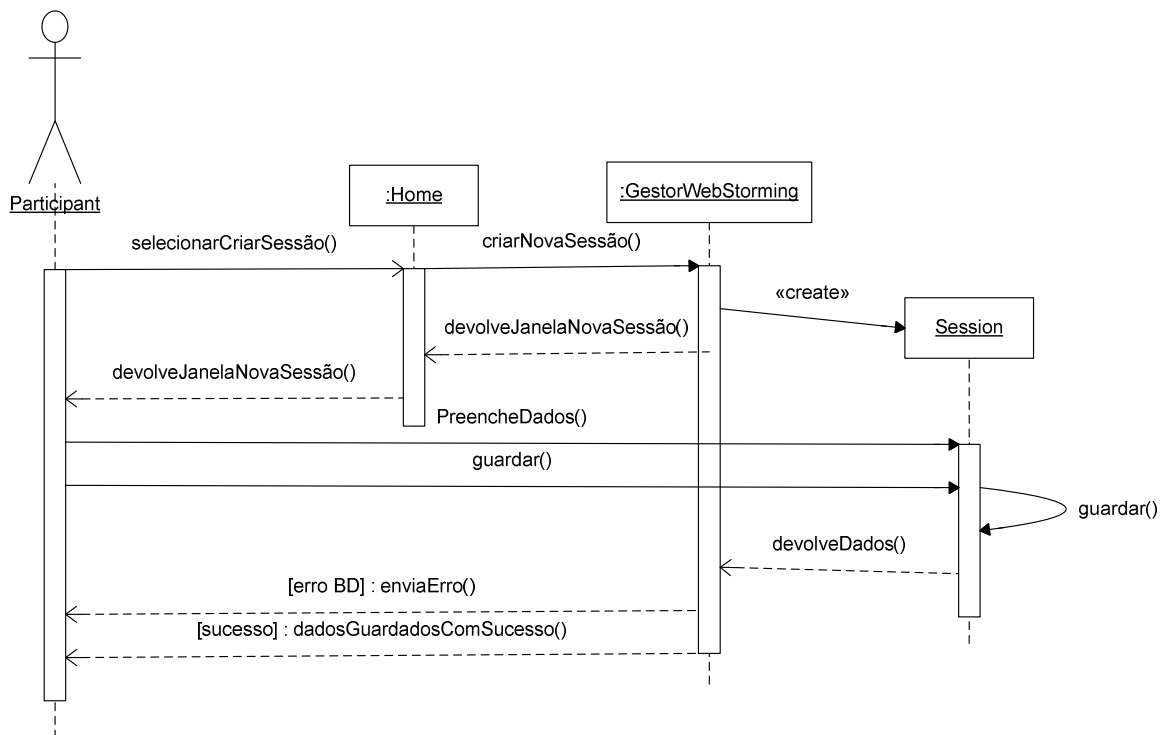 :GestorWebStorming
:Home
Participant
selecionarCriarSessão()
criarNovaSessão()
«create»
Session
devolveJanelaNovaSessão()
devolveJanelaNovaSessão()
PreencheDados()
guardar()
guardar()
devolveDados()
[erro BD] : enviaErro()
[sucesso] : dadosGuardadosComSucesso()